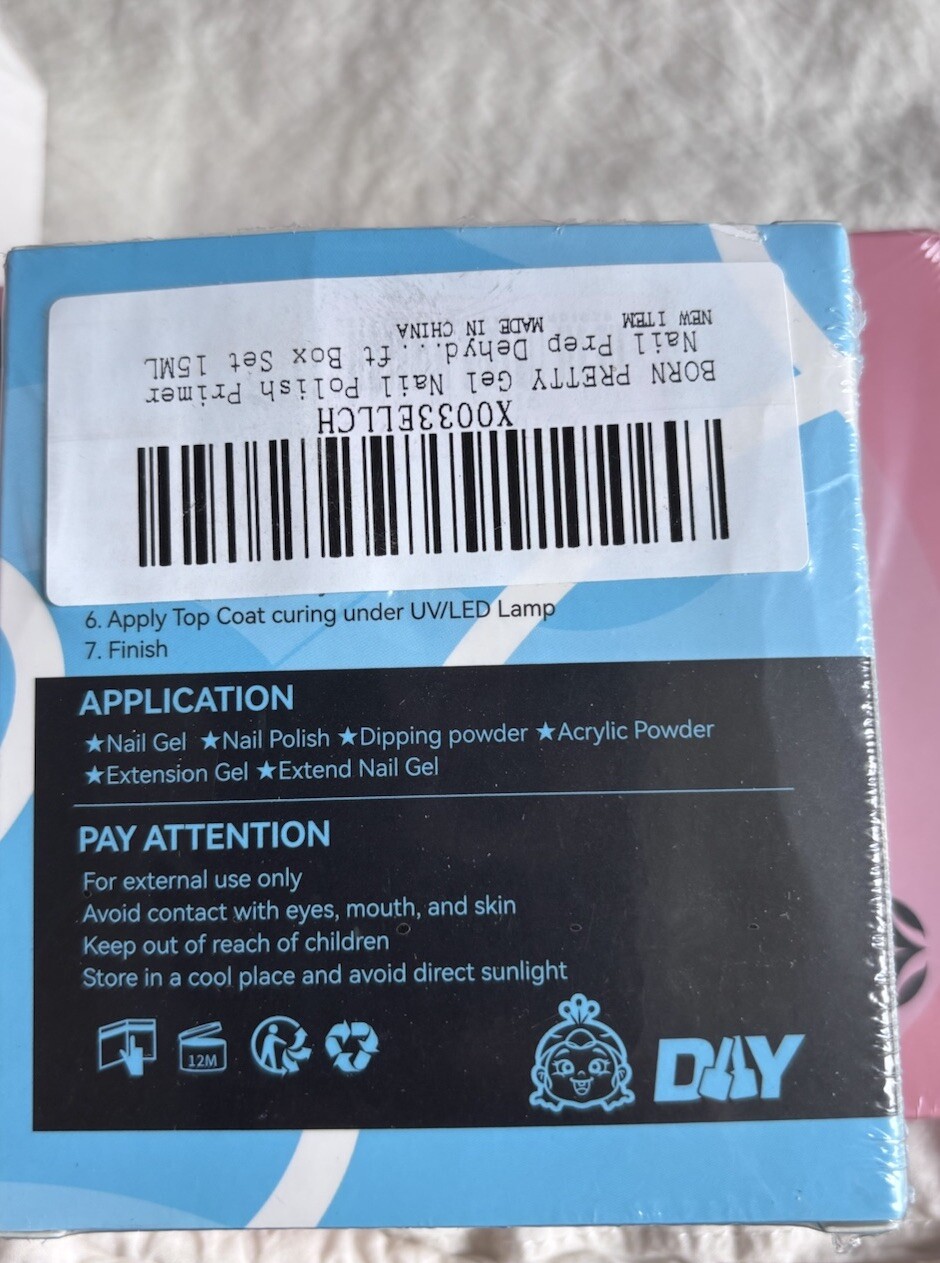 BORN PRETTY Gel Nail Polish Primer
Nail Prep Dehyd...ft Box Set 15ML
NEW ITEM MADE IN CHINA
X0033ELLCH
6. Apply Top Coat curing under UV/LED Lamp
7. Finish
APPLICATION
★Nail Gel ★Nail Polish ★Dipping powder ★Acrylic Powder
★Extension Gel ★Extend Nail Gel
PAY ATTENTION
For external use only
Avoid contact with eyes, mouth, and skin
Keep out of reach of children
Store in a cool place and avoid direct sunlight
12M
DIY